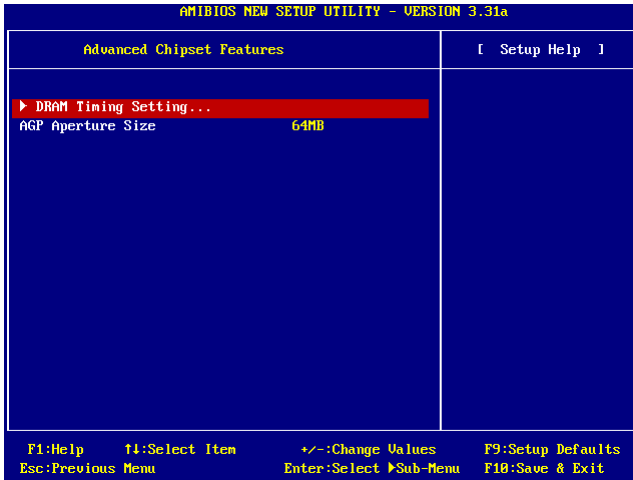 AMIBIOS NEW SETUP UTILITY - VERSION 3.31a
Advanced Chipset Features
[ Setup Help ]
▶ DRAM Timing Setting...
AGP Aperture Size 64MB
F1:Help ↑↓:Select Item +/-:Change Values F9:Setup Defaults
Esc:Previous Menu Enter:Select ▶Sub-Menu F10:Save & Exit